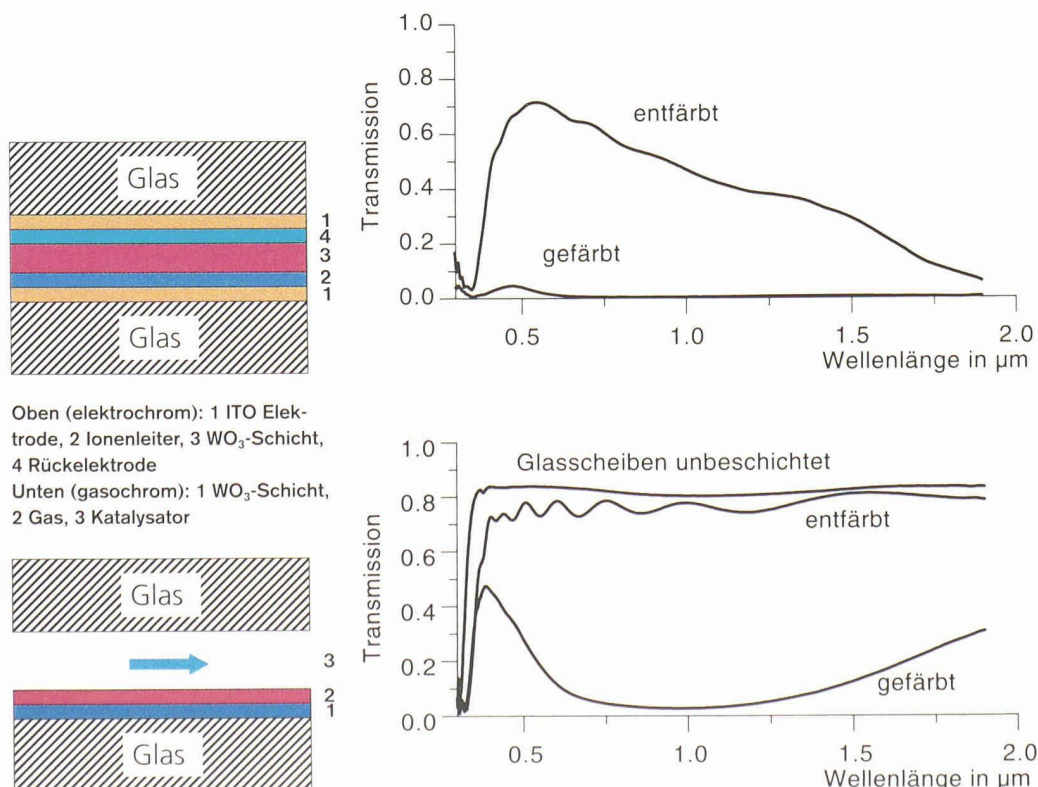 Glas
1
4
3
2
1
Glas
Oben (elektrochrom): 1 ITO Elek-
trode, 2 Ionenleiter, 3 WO₃-Schicht,
4 Rückelektrode
Unten (gasochrom): 1 WO₃-Schicht,
2 Gas, 3 Katalysator
Glas
3
2
1
Glas
1.0
0.8
0.6
0.4
0.2
0.0
Transmission
entfärbt
gefärbt
0.5 1.0 1.5 2.0
Wellenlänge in µm
1.0
0.8
0.6
0.4
0.2
0.0
Transmission
Glasscheiben unbeschichtet
entfärbt
gefärbt
0.5 1.0 1.5 2.0
Wellenlänge in µm